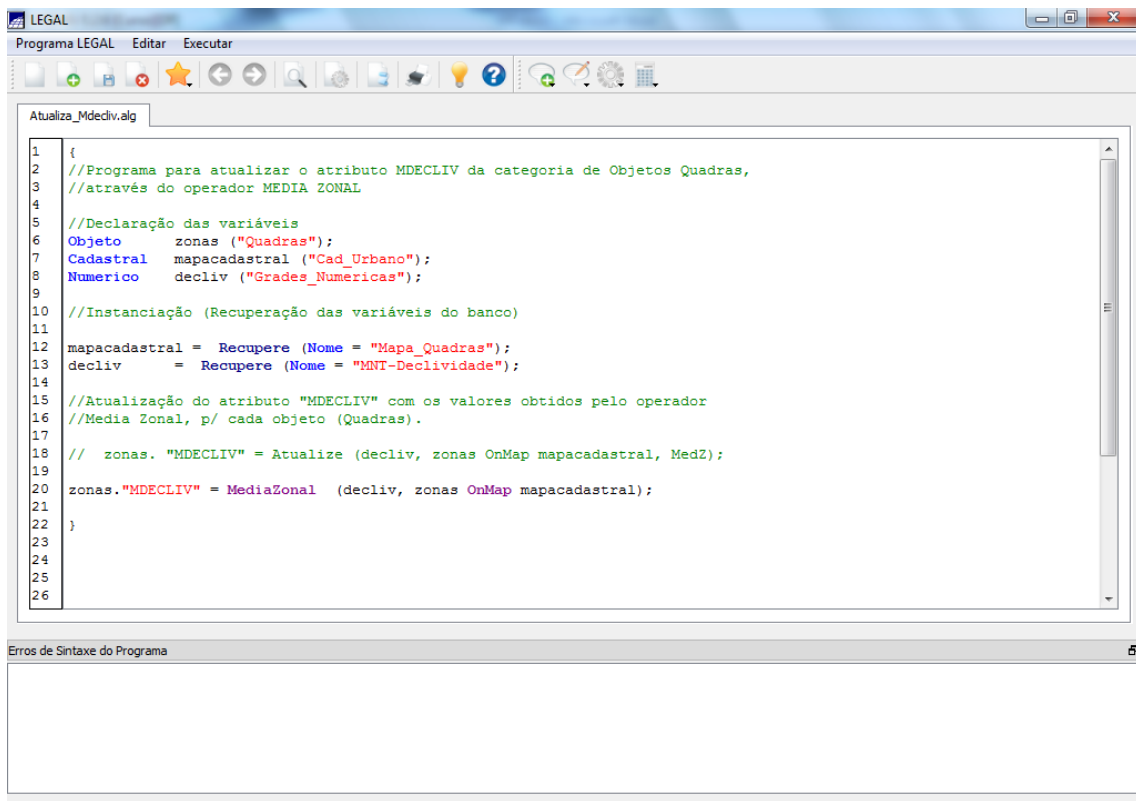 LEGAL
Programa LEGAL Editar Executar
Atualiza_Mdecliv.alg
1 {
2 //Programa para atualizar o atributo MDECLIV da categoria de Objetos Quadras,
3 //através do operador MEDIA ZONAL
4
5 //Declaração das variáveis
6 Objeto zonas ("Quadras");
7 Cadastral mapacadastral ("Cad_Urbano");
8 Numerico decliv ("Grades_Numericas");
9
10 //Instanciação (Recuperação das variáveis do banco)
11
12 mapacadastral = Recupere (Nome = "Mapa_Quadras");
13 decliv = Recupere (Nome = "MNT-Declividade");
14
15 //Atualização do atributo "MDECLIV" com os valores obtidos pelo operador
16 //Media Zonal, p/ cada objeto (Quadras).
17
18 // zonas. "MDECLIV" = Atualize (decliv, zonas OnMap mapacadastral, MedZ);
19
20 zonas."MDECLIV" = MediaZonal (decliv, zonas OnMap mapacadastral);
21
22 }
23
24
25
26
Erros de Sintaxe do Programa